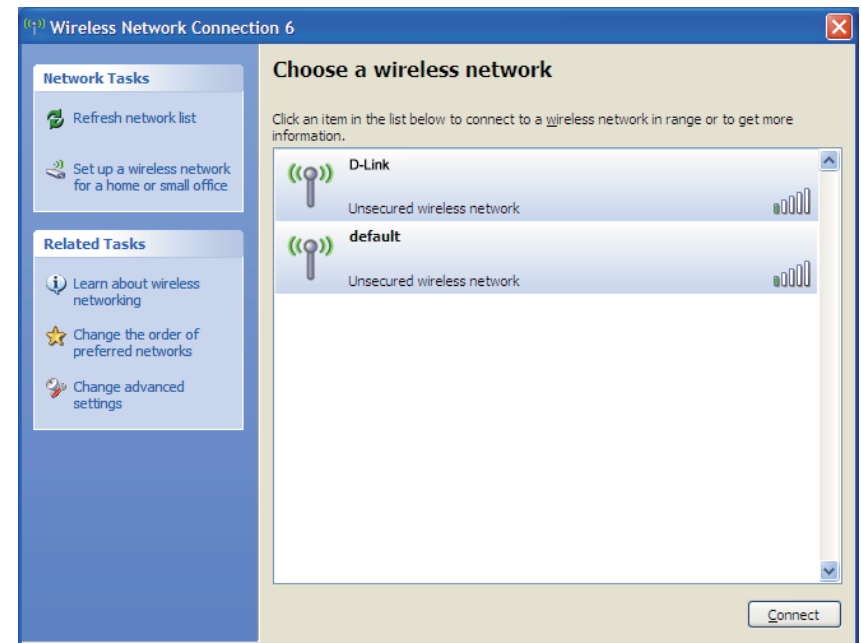 Wireless Network Connection 6
Network Tasks
Refresh network list
Set up a wireless network
for a home or small office
Related Tasks
Learn about wireless
networking
Change the order of
preferred networks
Change advanced
settings
Choose a wireless network
Click an item in the list below to connect to a wireless network in range or to get more
information.
D-Link
Unsecured wireless network
default
Unsecured wireless network
Connect